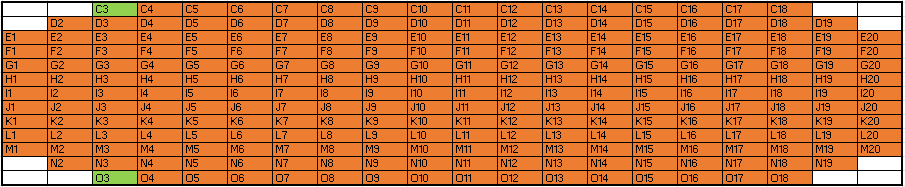 C3 C4 C5 C6 C7 C8 C9 C10 C11 C12 C13 C14 C15 C16 C17 C18
D2 D3 D4 D5 D6 D7 D8 D9 D10 D11 D12 D13 D14 D15 D16 D17 D18 D19
E1 E2 E3 E4 E5 E6 E7 E8 E9 E10 E11 E12 E13 E14 E15 E16 E17 E18 E19 E20
F1 F2 F3 F4 F5 F6 F7 F8 F9 F10 F11 F12 F13 F14 F15 F16 F17 F18 F19 F20
G1 G2 G3 G4 G5 G6 G7 G8 G9 G10 G11 G12 G13 G14 G15 G16 G17 G18 G19 G20
H1 H2 H3 H4 H5 H6 H7 H8 H9 H10 H11 H12 H13 H14 H15 H16 H17 H18 H19 H20
I1 I2 I3 I4 I5 I6 I7 I8 I9 I10 I11 I12 I13 I14 I15 I16 I17 I18 I19 I20
J1 J2 J3 J4 J5 J6 J7 J8 J9 J10 J11 J12 J13 J14 J15 J16 J17 J18 J19 J20
K1 K2 K3 K4 K5 K6 K7 K8 K9 K10 K11 K12 K13 K14 K15 K16 K17 K18 K19 K20
L1 L2 L3 L4 L5 L6 L7 L8 L9 L10 L11 L12 L13 L14 L15 L16 L17 L18 L19 L20
M1 M2 M3 M4 M5 M6 M7 M8 M9 M10 M11 M12 M13 M14 M15 M16 M17 M18 M19 M20
N2 N3 N4 N5 N6 N7 N8 N9 N10 N11 N12 N13 N14 N15 N16 N17 N18 N19
O3 O4 O5 O6 O7 O8 O9 O10 O11 O12 O13 O14 O15 O16 O17 O18